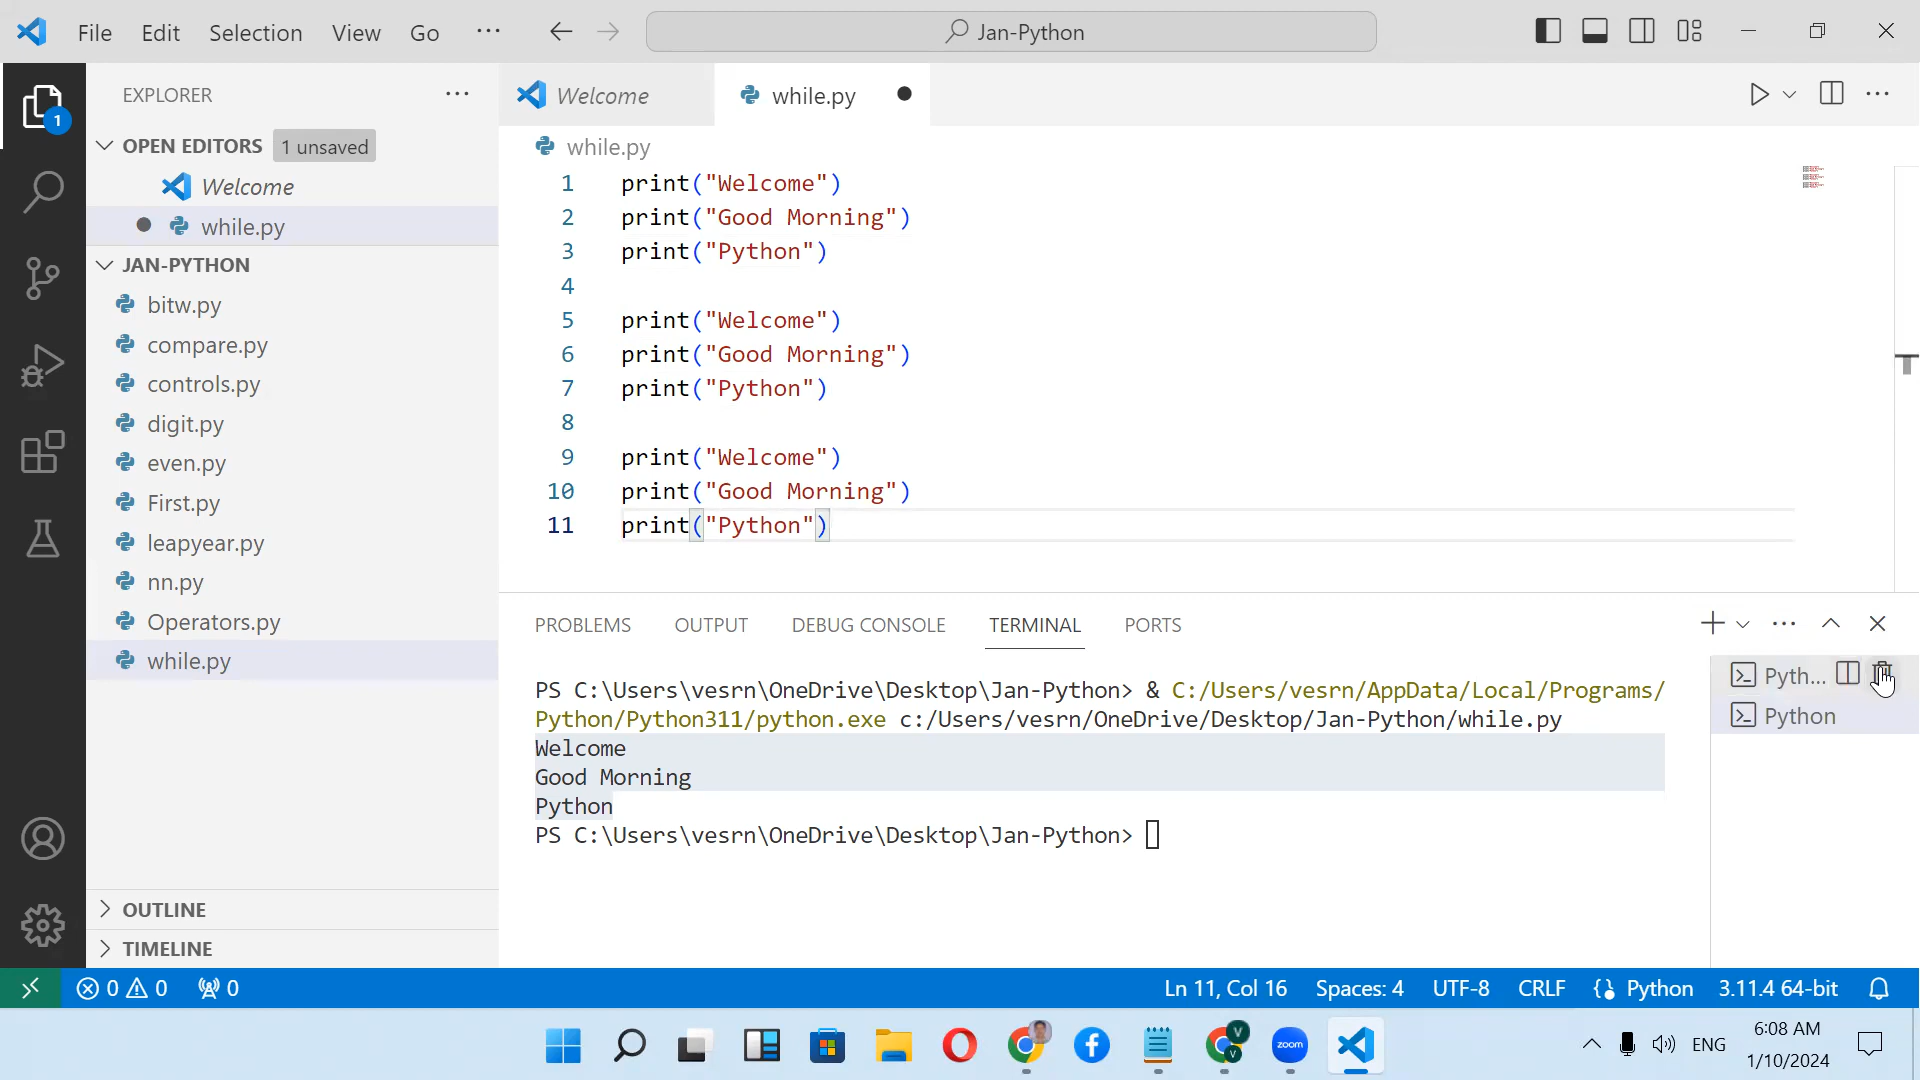 File Edit Selection View Go ··· Jan-Python
EXPLORER ···
1
OPEN EDITORS 1 unsaved
Welcome
while.py
JAN-PYTHON
bitw.py
compare.py
controls.py
digit.py
even.py
First.py
leapyear.py
nn.py
Operators.py
while.py
OUTLINE
TIMELINE
Welcome while.py
while.py
1 print("Welcome")
2 print("Good Morning")
3 print("Python")
4
5 print("Welcome")
6 print("Good Morning")
7 print("Python")
8
9 print("Welcome")
10 print("Good Morning")
11 print("Python")
PROBLEMS OUTPUT DEBUG CONSOLE TERMINAL PORTS
PS C:\Users\vesrn\OneDrive\Desktop\Jan-Python> & C:/Users/vesrn/AppData/Local/Programs/
Python/Python311/python.exe c:/Users/vesrn/OneDrive/Desktop/Jan-Python/while.py
Welcome
Good Morning
Python
PS C:\Users\vesrn\OneDrive\Desktop\Jan-Python>
Pyth...
Python
0 0 0 Ln 11, Col 16 Spaces: 4 UTF-8 CRLF Python 3.11.4 64-bit
zoom
V
V
ENG
6:08 AM
1/10/2024